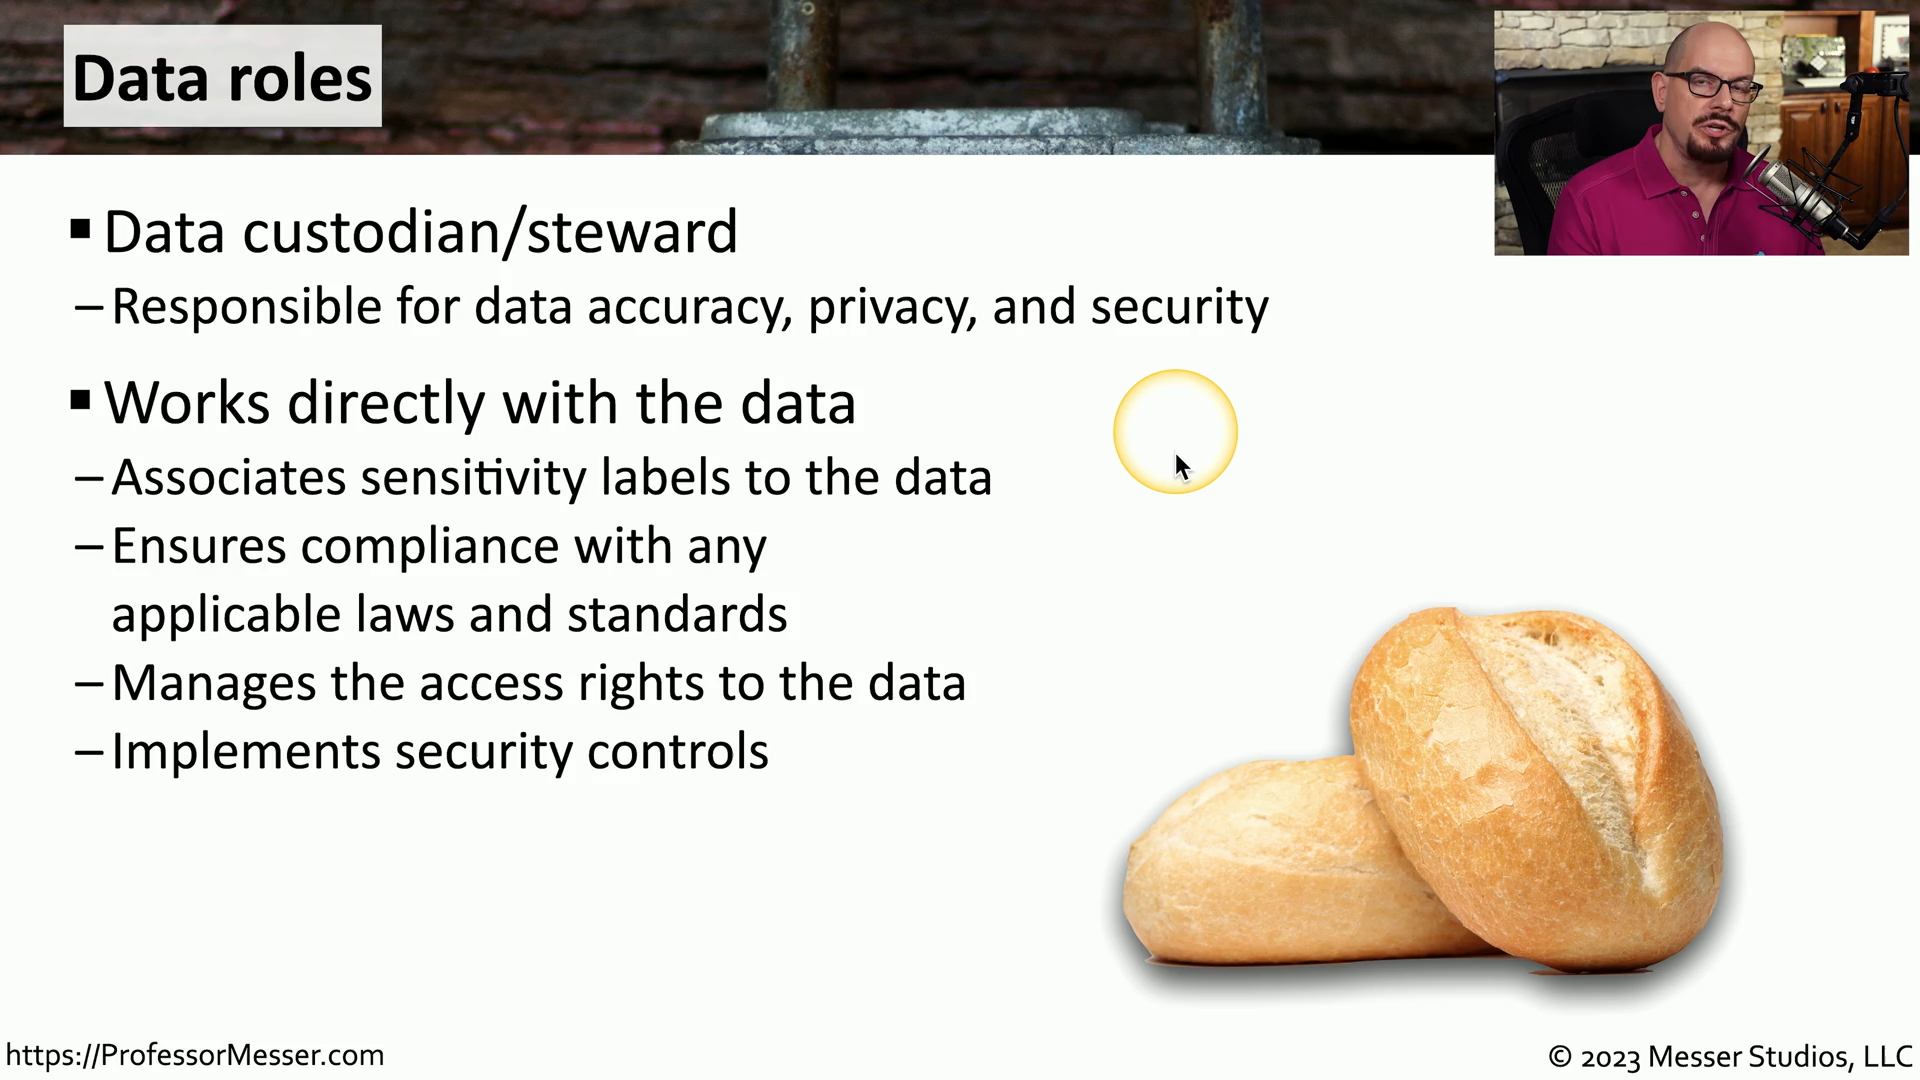 Data roles
▪ Data custodian/steward
– Responsible for data accuracy, privacy, and security
▪ Works directly with the data
– Associates sensitivity labels to the data
– Ensures compliance with any
applicable laws and standards
– Manages the access rights to the data
– Implements security controls
https://ProfessorMesser.com
© 2023 Messer Studios, LLC